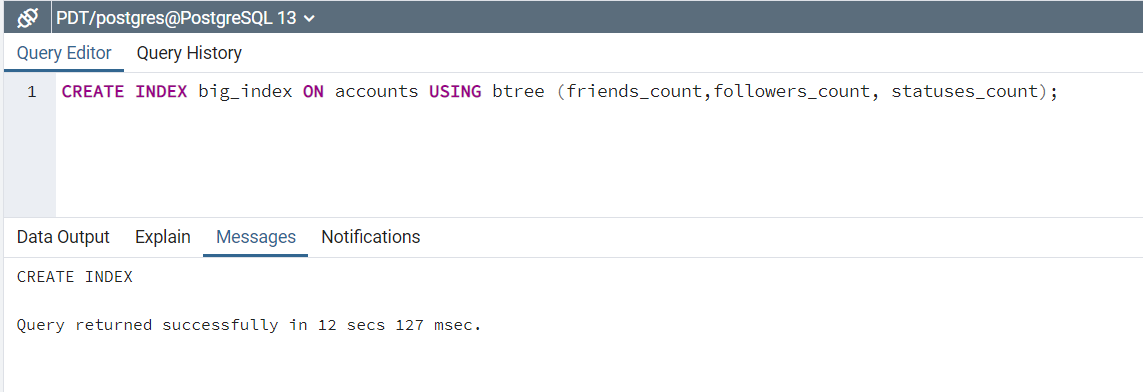 PDT/postgres@PostgreSQL 13
Query Editor Query History
1 CREATE INDEX big_index ON accounts USING btree (friends_count,followers_count, statuses_count);
Data Output Explain Messages Notifications
CREATE INDEX
Query returned successfully in 12 secs 127 msec.